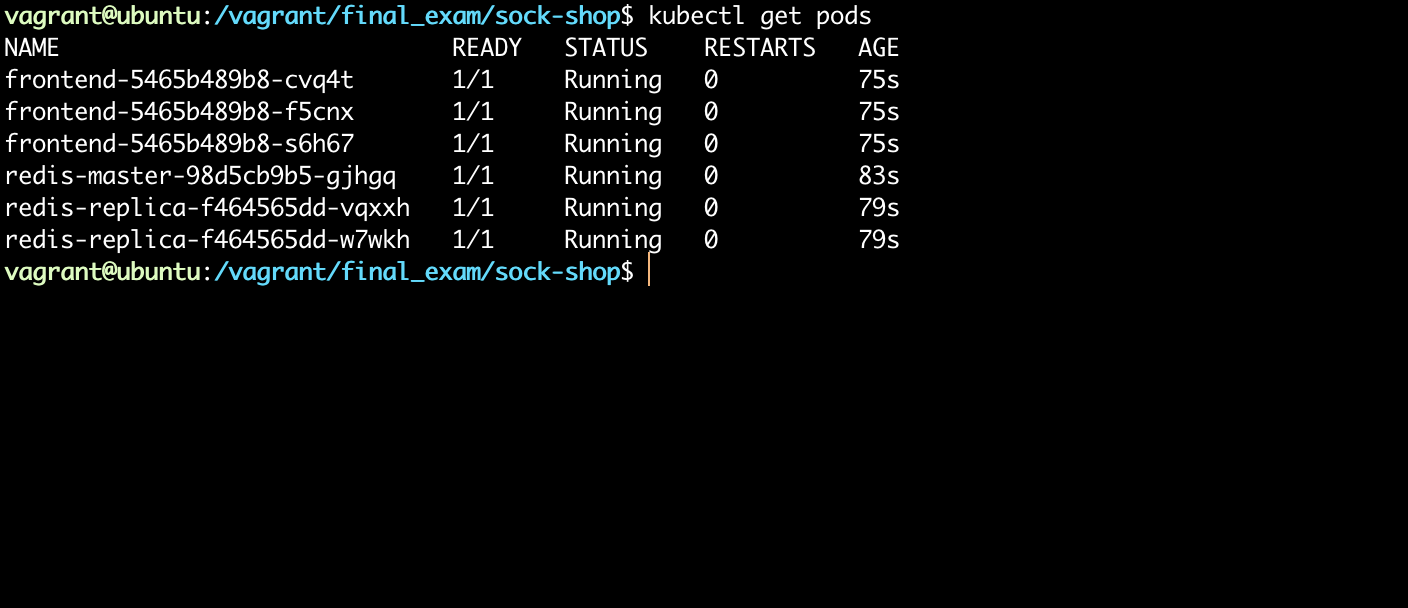 vagrant@ubuntu:/vagrant/final_exam/sock-shop$ kubectl get pods
NAME                            READY   STATUS    RESTARTS   AGE
frontend-5465b489b8-cvq4t       1/1     Running   0          75s
frontend-5465b489b8-f5cnx       1/1     Running   0          75s
frontend-5465b489b8-s6h67       1/1     Running   0          75s
redis-master-98d5cb9b5-gjhgq    1/1     Running   0          83s
redis-replica-f464565dd-vqxxh   1/1     Running   0          79s
redis-replica-f464565dd-w7wkh   1/1     Running   0          79s
vagrant@ubuntu:/vagrant/final_exam/sock-shop$